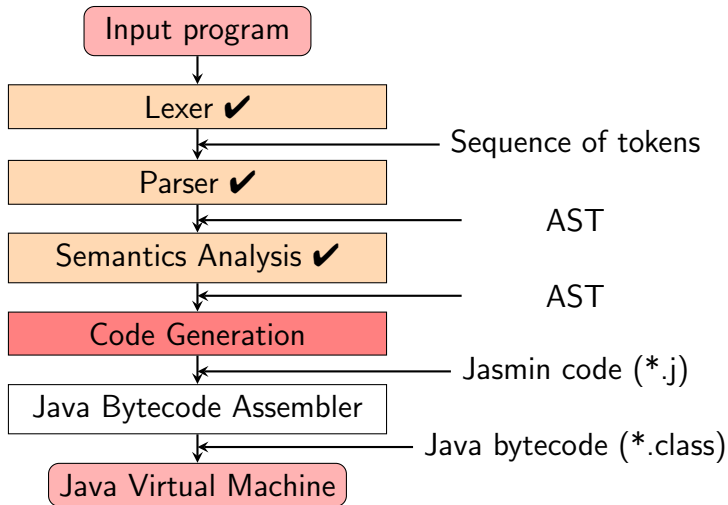 Input program
Lexer ✔
Sequence of tokens
Parser ✔
AST
Semantics Analysis ✔
AST
Code Generation
Jasmin code (*.j)
Java Bytecode Assembler
Java bytecode (*.class)
Java Virtual Machine